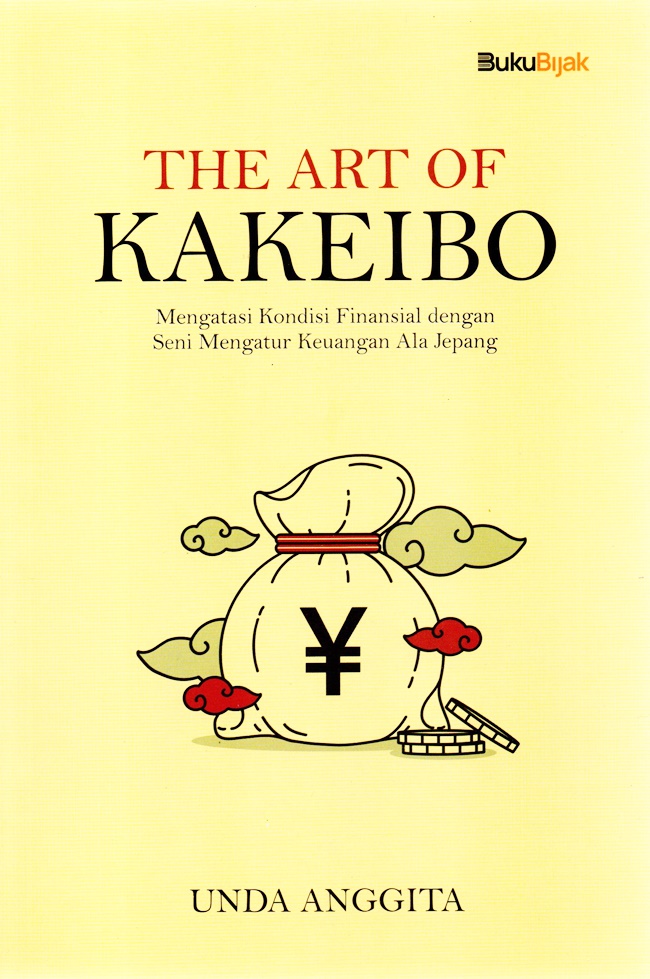 BukuBijak
THE ART OF
KAKEIBO
Mengatasi Kondisi Finansial dengan
Seni Mengatur Keuangan Ala Jepang
¥
UNDA ANGGITA